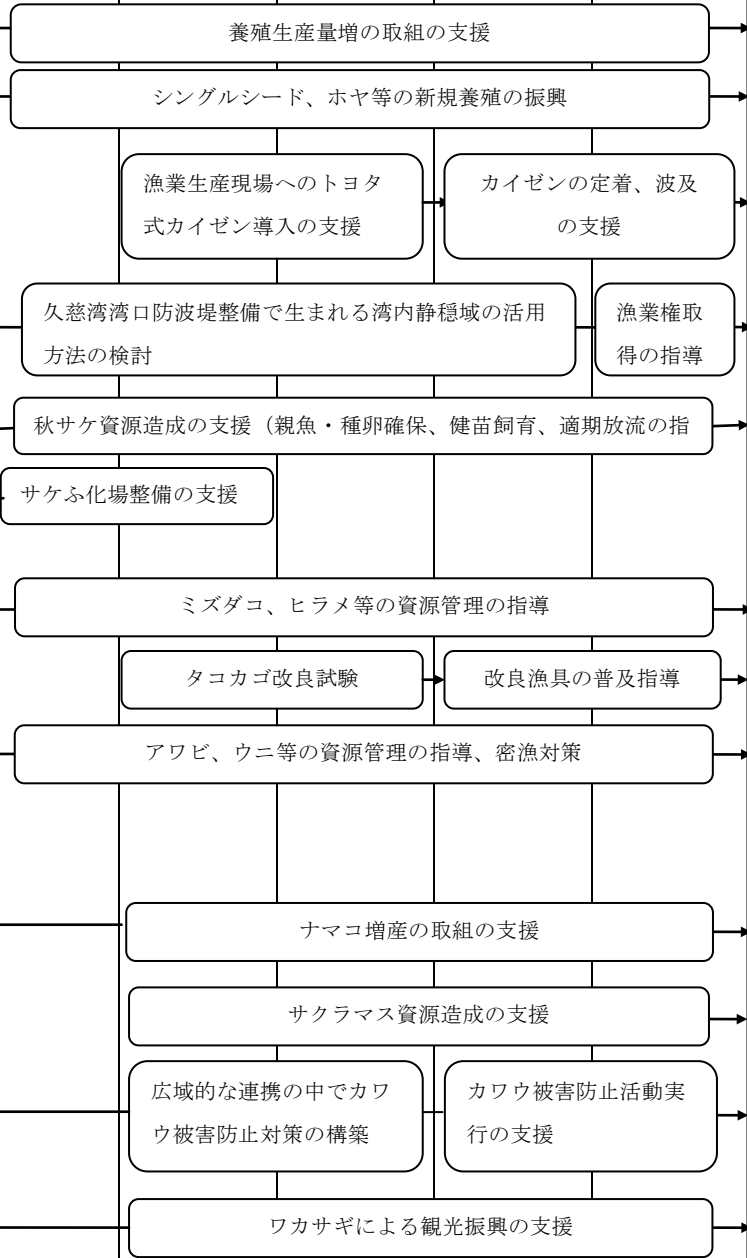 養殖生産量増の取組の支援
シングルシード、ホヤ等の新規養殖の振興
漁業生産現場へのトヨタ
式カイゼン導入の支援
カイゼンの定着、波及
の支援
久慈湾湾口防波堤整備で生まれる湾内静穏域の活用
方法の検討
漁業権取
得の指導
秋サケ資源造成の支援（親魚・種卵確保、健苗飼育、適期放流の指
サケふ化場整備の支援
ミズダコ、ヒラメ等の資源管理の指導
タコカゴ改良試験
改良漁具の普及指導
アワビ、ウニ等の資源管理の指導、密漁対策
ナマコ増産の取組の支援
サクラマス資源造成の支援
広域的な連携の中でカワ
ウ被害防止対策の構築
カワウ被害防止活動実
行の支援
ワカサギによる観光振興の支援